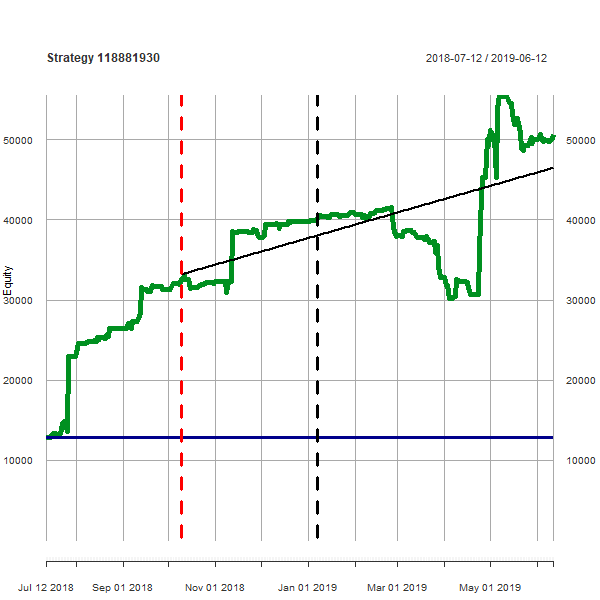 Strategy 118881930
2018-07-12 / 2019-06-12
50000
50000
40000
40000
Equity
30000
30000
20000
20000
10000
10000
Jul 12 2018
Sep 01 2018
Nov 01 2018
Jan 01 2019
Mar 01 2019
May 01 2019